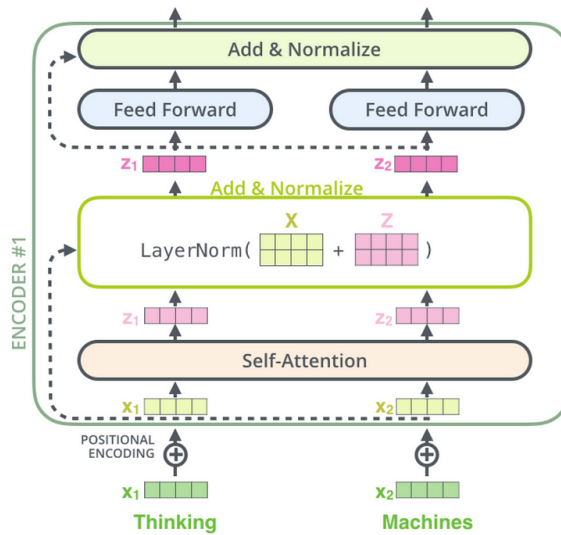 Add & Normalize
Feed Forward Feed Forward
z₁ z₂
Add & Normalize
X Z
LayerNorm( + )
ENCODER #1
z₁ z₂
Self-Attention
x₁ x₂
POSITIONAL
ENCODING
x₁ x₂
Thinking Machines